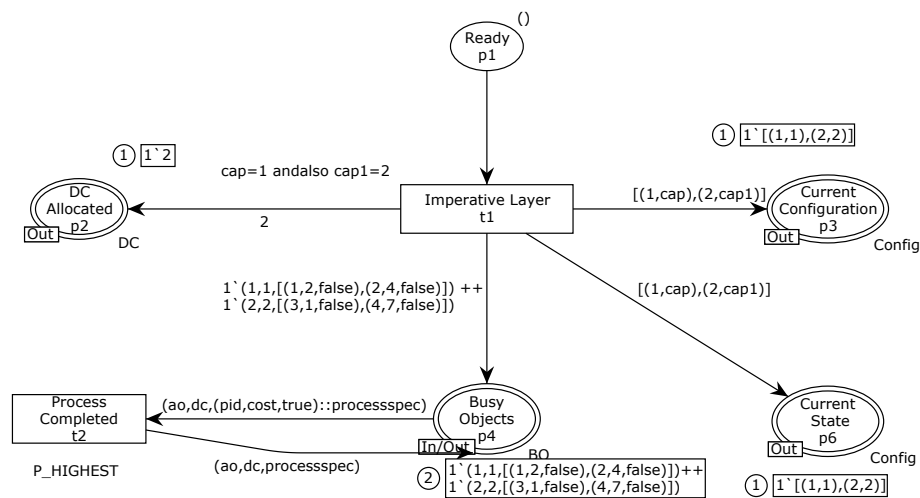 ()
Ready
p1
1 1`2
1 1`[(1,1),(2,2)]
cap=1 andalso cap1=2
DC
Allocated
p2
Out
DC
2
Imperative Layer
t1
[(1,cap),(2,cap1)]
Current
Configuration
p3
Out
Config
1`(1,1,[(1,2,false),(2,4,false)]) ++
1`(2,2,[(3,1,false),(4,7,false)])
[(1,cap),(2,cap1)]
Process
Completed
t2
P_HIGHEST
(ao,dc,(pid,cost,true)::processspec)
(ao,dc,processspec)
Busy
Objects
p4
In/Out
BO
2 1`(1,1,[(1,2,false),(2,4,false)])++
1`(2,2,[(3,1,false),(4,7,false)])
Current
State
p6
Out
Config
1 1`[(1,1),(2,2)]